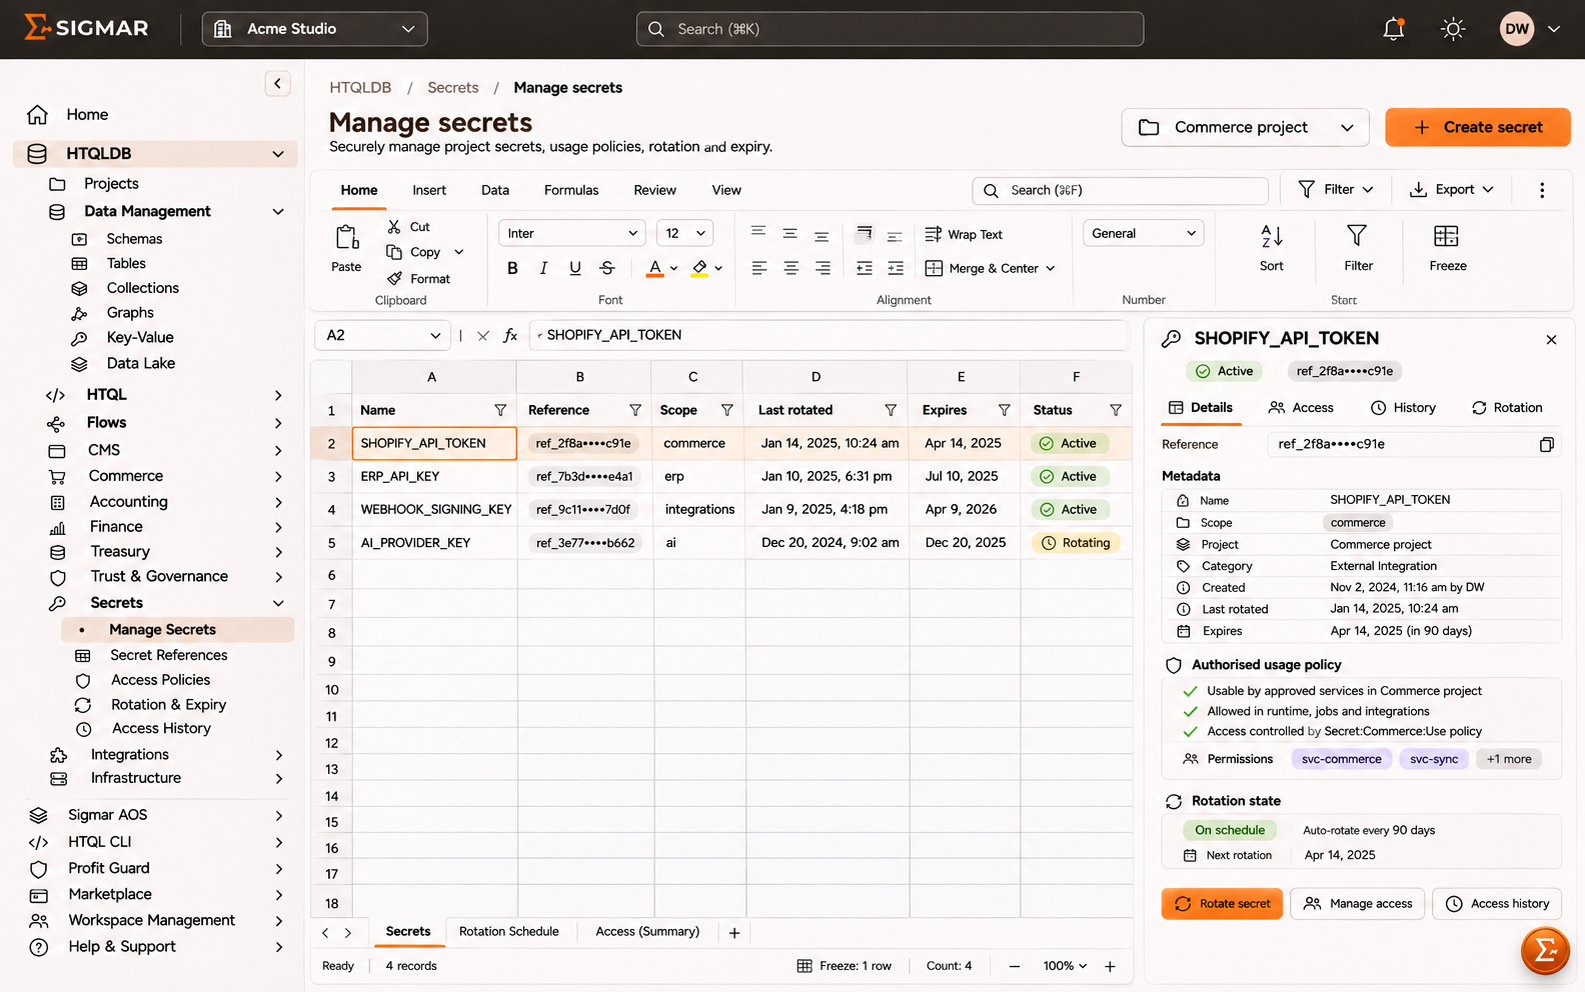 SIGMAR
Acme Studio
Search (⌘K)
DW
Home
HTQLDB
Projects
Data Management
Schemas
Tables
Collections
Graphs
Key-Value
Data Lake
HTQL
Flows
CMS
Commerce
Accounting
Finance
Treasury
Trust & Governance
Secrets
Manage Secrets
Secret References
Access Policies
Rotation & Expiry
Access History
Integrations
Infrastructure
Sigmar AOS
HTQL CLI
Profit Guard
Marketplace
Workspace Management
Help & Support
HTQLDB / Secrets / Manage secrets
Manage secrets
Securely manage project secrets, usage policies, rotation and expiry.
Commerce project
+ Create secret
Home Insert Data Formulas Review View
Search (⌘F)
Filter
Export
Paste
Cut
Copy
Format
Clipboard
Inter 12
B I U S A
Font
Wrap Text
Merge & Center
Alignment
General
Number
Sort
Filter
Freeze
Start
A2 fx SHOPIFY_API_TOKEN
A B C D E F
1 Name Reference Scope Last rotated Expires Status
2 SHOPIFY_API_TOKEN ref_2f8a••••c91e commerce Jan 14, 2025, 10:24 am Apr 14, 2025 Active
3 ERP_API_KEY ref_7b3d••••e4a1 erp Jan 10, 2025, 6:31 pm Jul 10, 2025 Active
4 WEBHOOK_SIGNING_KEY ref_9c11••••7d0f integrations Jan 9, 2025, 4:18 pm Apr 9, 2026 Active
5 AI_PROVIDER_KEY ref_3e77••••b662 ai Dec 20, 2024, 9:02 am Dec 20, 2025 Rotating
6
7
8
9
10
11
12
13
14
15
16
17
18
Secrets Rotation Schedule Access (Summary) +
Ready 4 records Freeze: 1 row Count: 4 − 100% +
SHOPIFY_API_TOKEN
Active ref_2f8a••••c91e
Details Access History Rotation
Reference ref_2f8a••••c91e
Metadata
Name SHOPIFY_API_TOKEN
Scope commerce
Project Commerce project
Category External Integration
Created Nov 2, 2024, 11:16 am by DW
Last rotated Jan 14, 2025, 10:24 am
Expires Apr 14, 2025 (in 90 days)
Authorised usage policy
Usable by approved services in Commerce project
Allowed in runtime, jobs and integrations
Access controlled by Secret:Commerce:Use policy
Permissions svc-commerce svc-sync +1 more
Rotation state
On schedule Auto-rotate every 90 days
Next rotation Apr 14, 2025
Rotate secret
Manage access
Access history